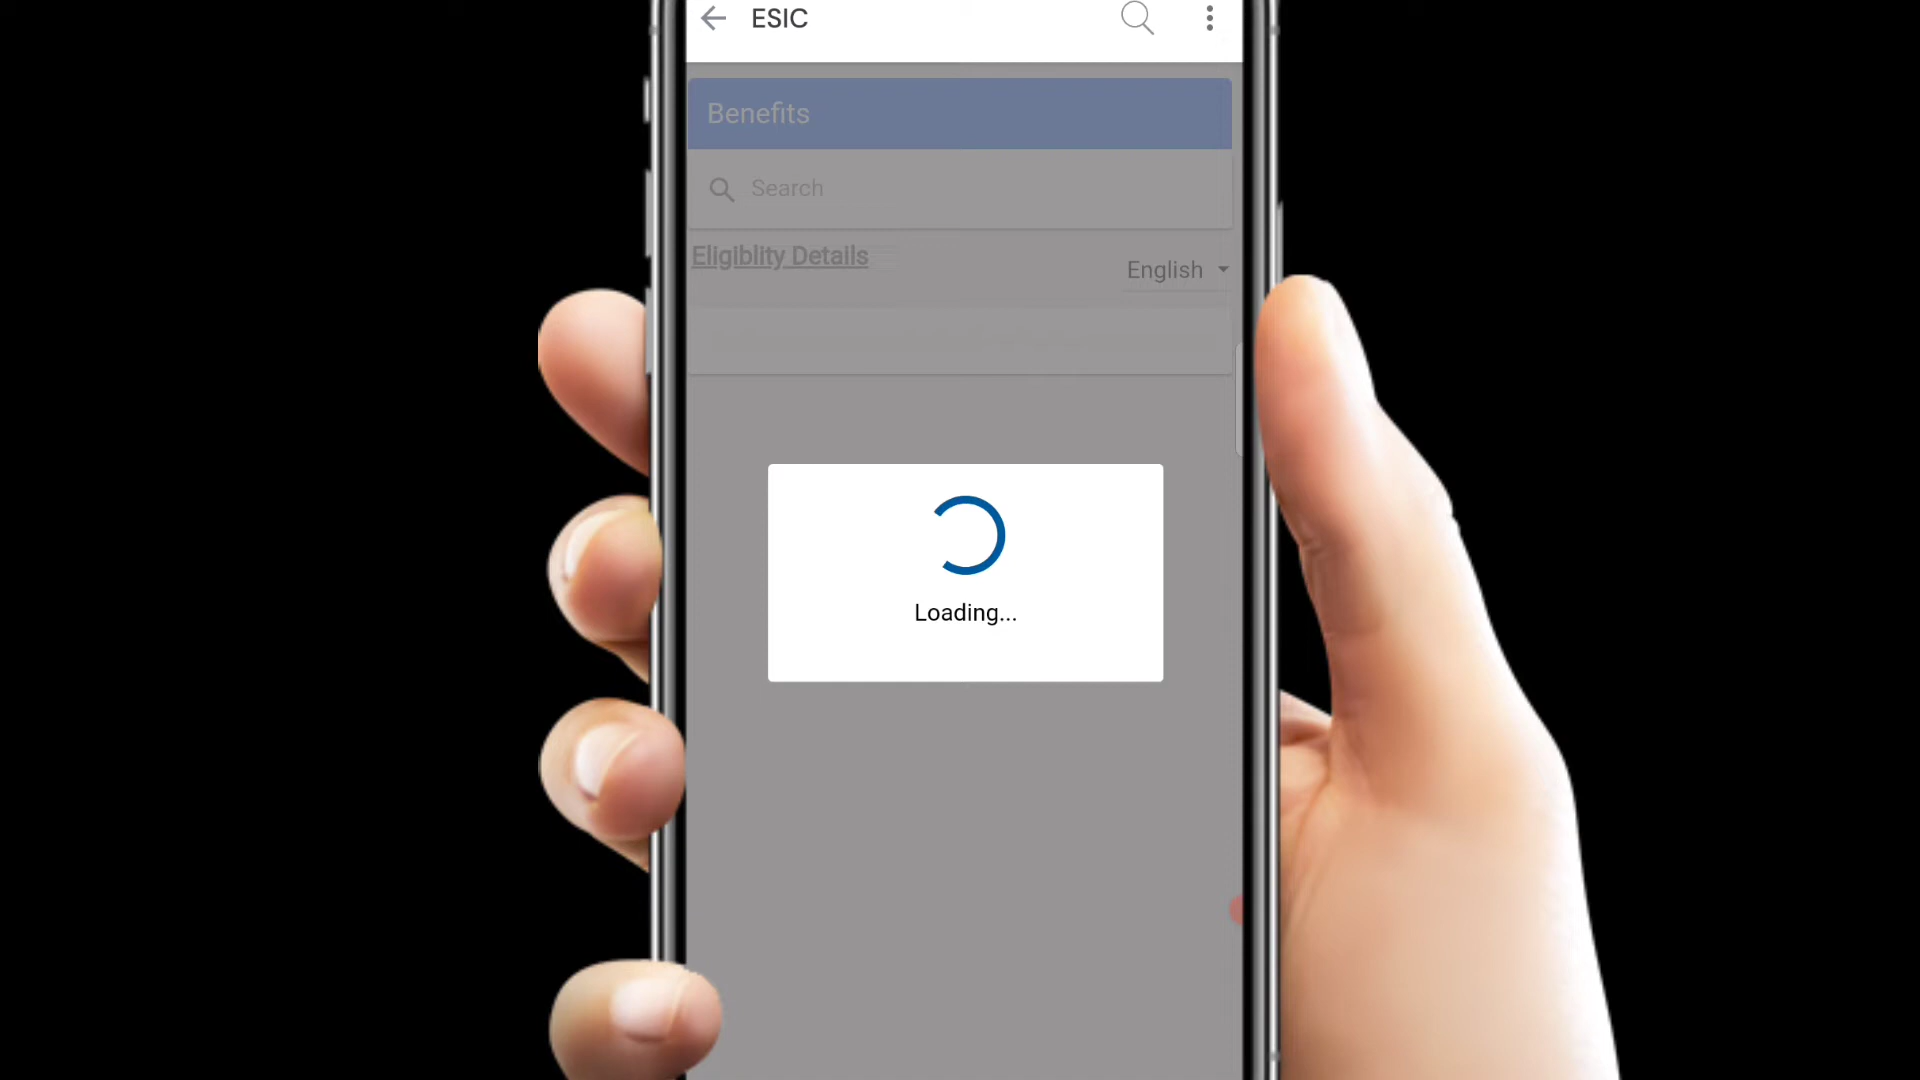 ESIC
Benefits
Search
Eligiblity Details
English
Loading...